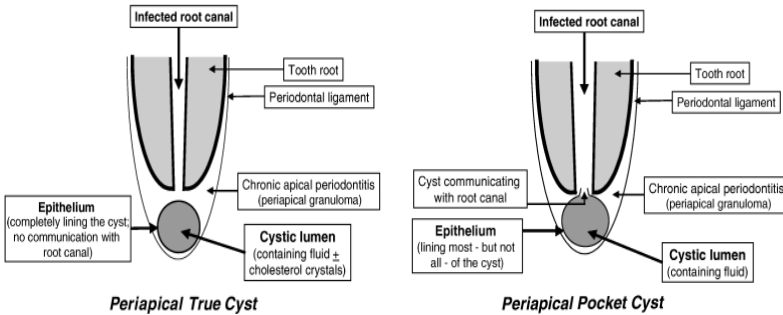 Infected root canal
Tooth root
Periodontal ligament
Chronic apical periodontitis
(periapical granuloma)
Epithelium
(completely lining the cyst;
no communication with
root canal)
Cystic lumen
(containing fluid ±
cholesterol crystals)
Periapical True Cyst
Infected root canal
Tooth root
Periodontal ligament
Cyst communicating
with root canal
Chronic apical periodontitis
(periapical granuloma)
Epithelium
(lining most - but not
all - of the cyst)
Cystic lumen
(containing fluid)
Periapical Pocket Cyst